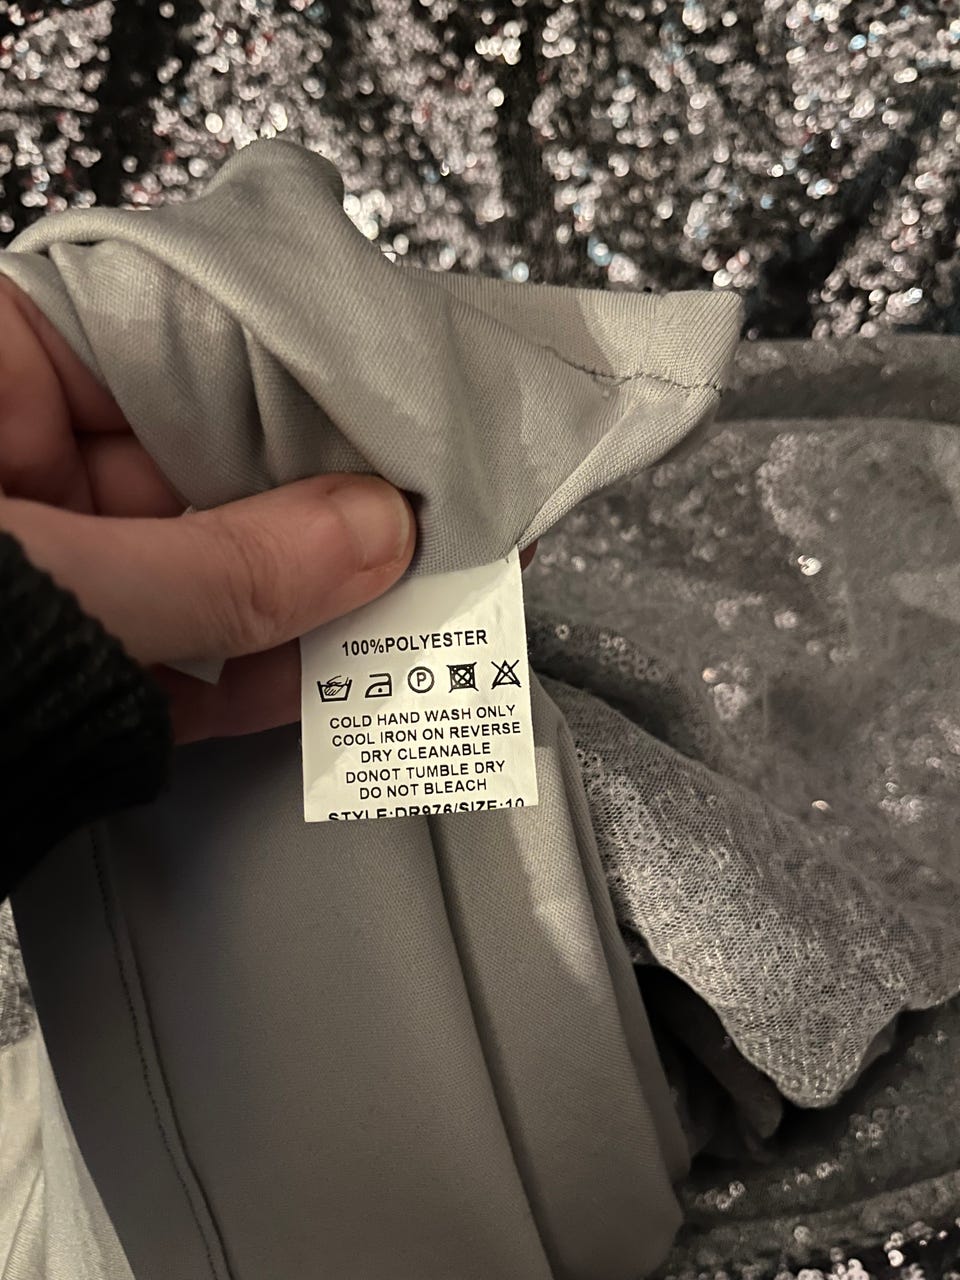 100%POLYESTER
P
COLD HAND WASH ONLY
COOL IRON ON REVERSE
DRY CLEANABLE
DONOT TUMBLE DRY
DO NOT BLEACH
STYLE:DR976/SIZE:10